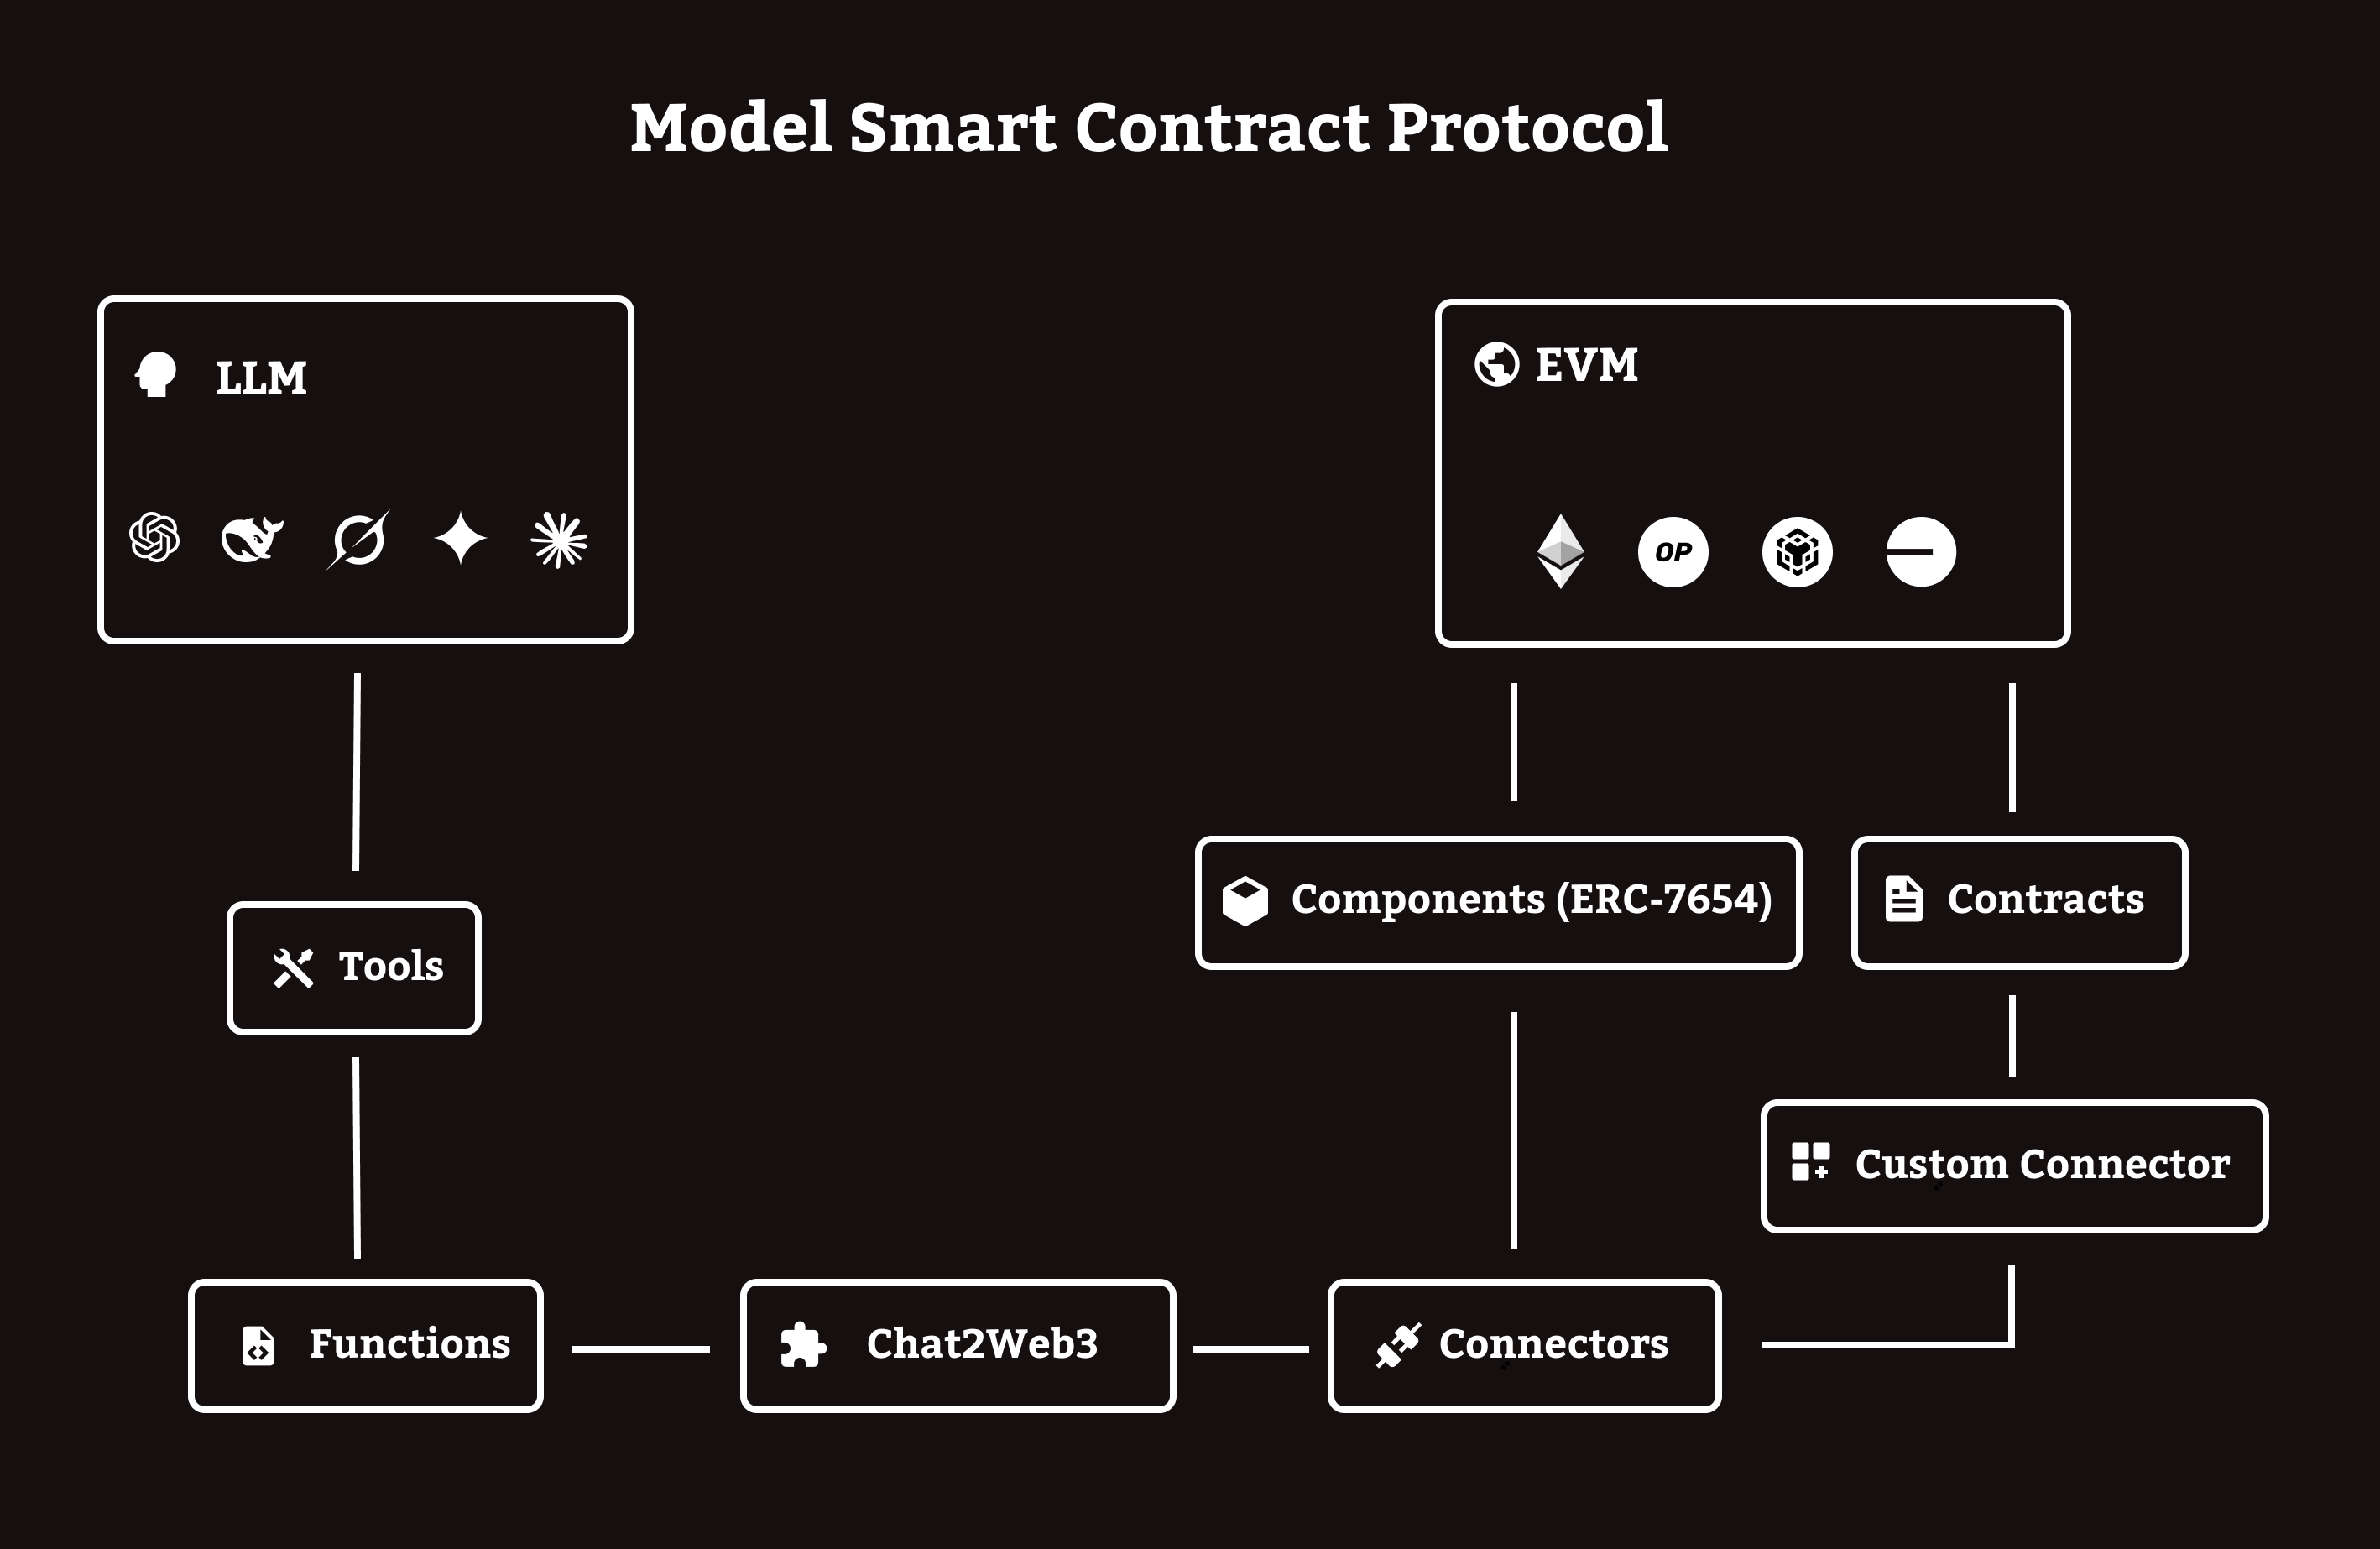 Model Smart Contract Protocol
LLM
EVM
OP
Components (ERC-7654)
Contracts
Tools
Custom Connector
Functions
Chat2Web3
Connectors